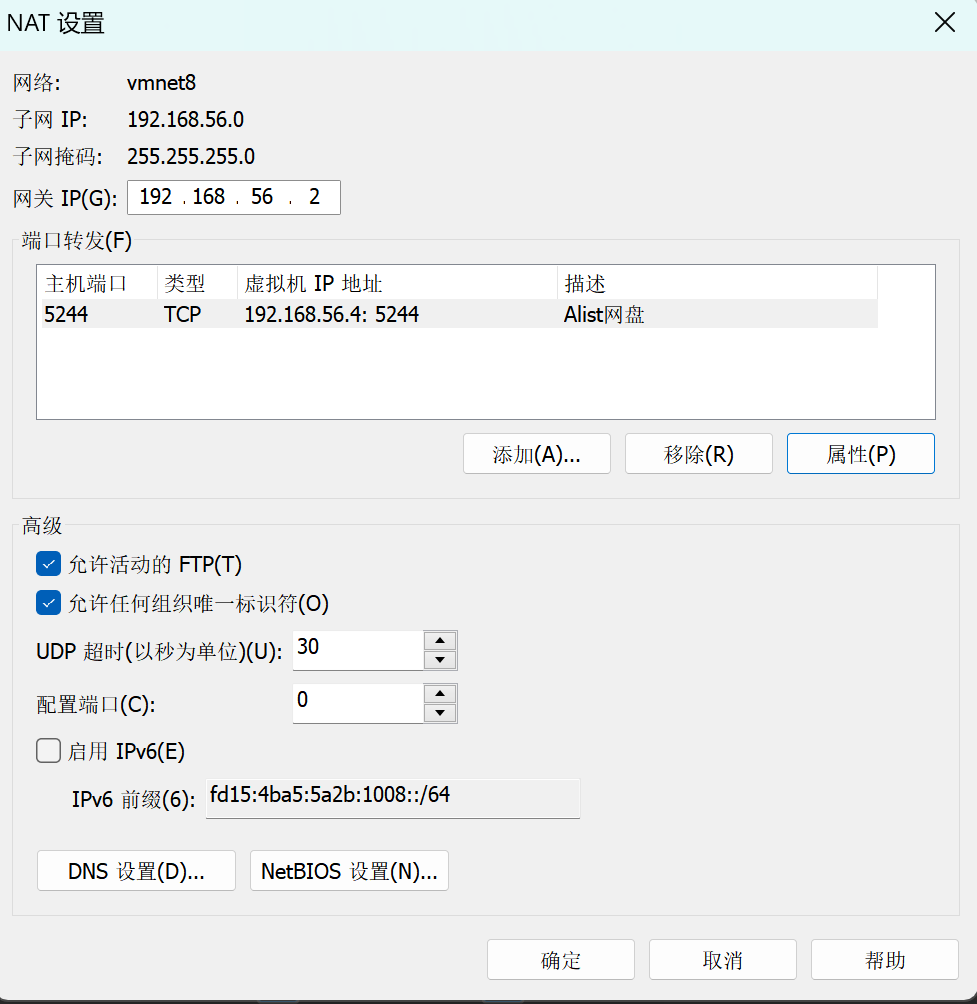 NAT 设置
网络: vmnet8
子网 IP: 192.168.56.0
子网掩码: 255.255.255.0
网关 IP(G): 192 . 168 . 56 . 2
端口转发(F)
主机端口 类型 虚拟机 IP 地址 描述
5244 TCP 192.168.56.4: 5244 Alist网盘
添加(A)... 移除(R) 属性(P)
高级
允许活动的 FTP(T)
允许任何组织唯一标识符(O)
UDP 超时(以秒为单位)(U): 30
配置端口(C): 0
启用 IPv6(E)
IPv6 前缀(6): fd15:4ba5:5a2b:1008::/64
DNS 设置(D)... NetBIOS 设置(N)...
确定 取消 帮助